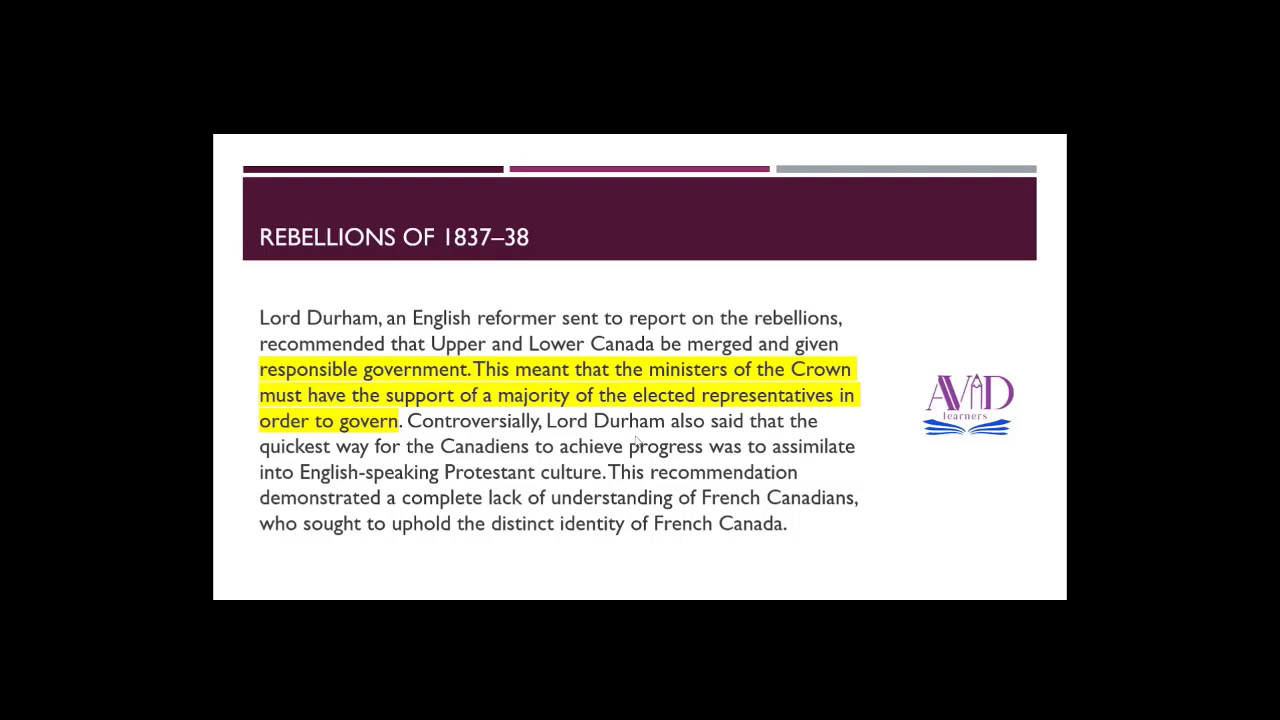 REBELLIONS OF 1837–38
Lord Durham, an English reformer sent to report on the rebellions,
recommended that Upper and Lower Canada be merged and given
responsible government. This meant that the ministers of the Crown
must have the support of a majority of the elected representatives in
order to govern. Controversially, Lord Durham also said that the
quickest way for the Canadiens to achieve progress was to assimilate
into English-speaking Protestant culture. This recommendation
demonstrated a complete lack of understanding of French Canadians,
who sought to uphold the distinct identity of French Canada.
AViD
learners